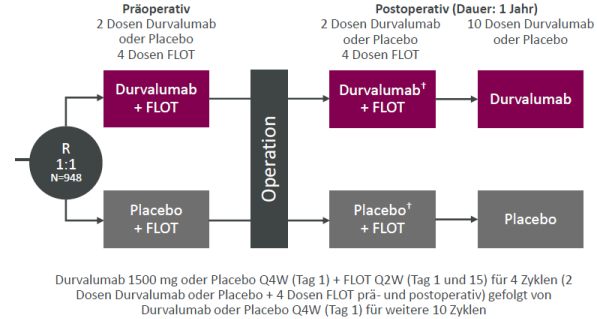 Präoperativ
2 Dosen Durvalumab
oder Placebo
4 Dosen FLOT
Postoperativ (Dauer: 1 Jahr)
2 Dosen Durvalumab
oder Placebo
4 Dosen FLOT
10 Dosen Durvalumab
oder Placebo
R
1:1
N=948
Durvalumab
+ FLOT
Operation
Durvalumab†
+ FLOT
Durvalumab
Placebo
+ FLOT
Placebo†
+ FLOT
Placebo
Durvalumab 1500 mg oder Placebo Q4W (Tag 1) + FLOT Q2W (Tag 1 und 15) für 4 Zyklen (2
Dosen Durvalumab oder Placebo + 4 Dosen FLOT prä- und postoperativ) gefolgt von
Durvalumab oder Placebo Q4W (Tag 1) für weitere 10 Zyklen